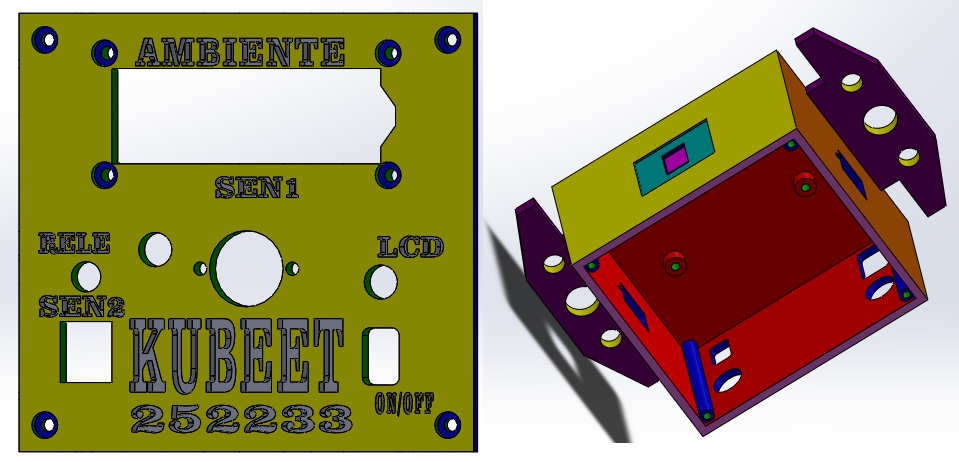 AMBIENTE
SEN1
RELE
LCD
SEN2
KUBEET
ON/OFF
252233